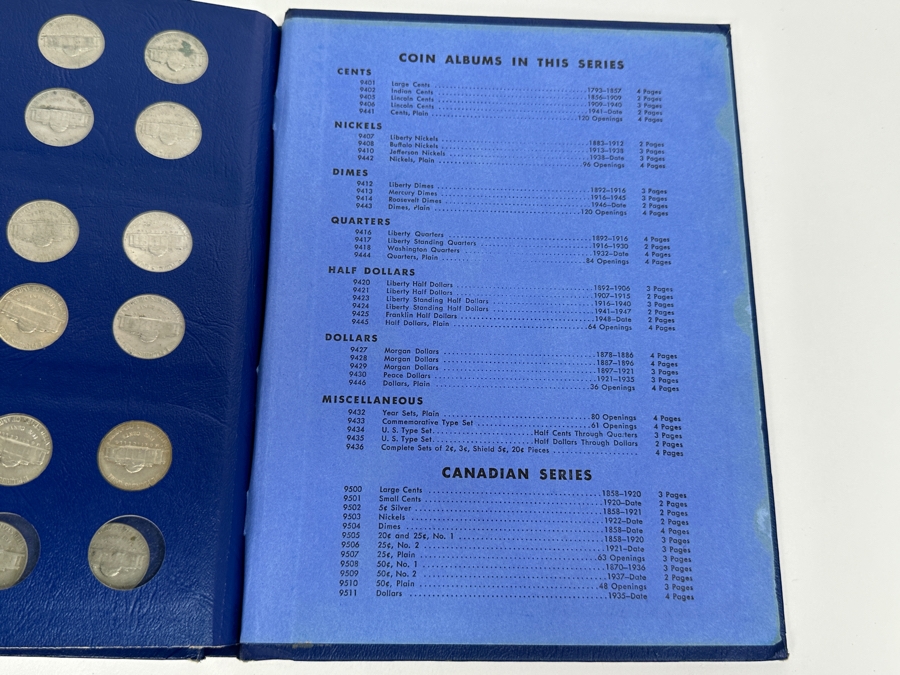 COIN ALBUMS IN THIS SERIES
CENTS
9401 Large Cents 1793–1857 4 Pages
9402 Indian Cents 1856–1909 2 Pages
9405 Lincoln Cents 1909–1940 3 Pages
9406 Lincoln Cents 1941–Date 2 Pages
9441 Cents, Plain 120 Openings 4 Pages
NICKELS
9407 Liberty Nickels 1883–1912 2 Pages
9408 Buffalo Nickels 1913–1938 3 Pages
9410 Jefferson Nickels 1938–Date 3 Pages
9442 Nickels, Plain 96 Openings 4 Pages
DIMES
9412 Liberty Dimes 1892–1916 3 Pages
9413 Mercury Dimes 1916–1945 3 Pages
9414 Roosevelt Dimes 1946–Date 2 Pages
9443 Dimes, Plain 120 Openings 4 Pages
QUARTERS
9416 Liberty Quarters 1892–1916 4 Pages
9417 Liberty Standing Quarters 1916–1930 2 Pages
9418 Washington Quarters 1932–Date 4 Pages
9444 Quarters, Plain 84 Openings 4 Pages
HALF DOLLARS
9420 Liberty Half Dollars 1892–1906 3 Pages
9421 Liberty Half Dollars 1907–1915 2 Pages
9423 Liberty Standing Half Dollars 1916–1940 3 Pages
9424 Liberty Standing Half Dollars 1941–1947 2 Pages
9425 Franklin Half Dollars 1948–Date 2 Pages
9445 Half Dollars, Plain 64 Openings 4 Pages
DOLLARS
9427 Morgan Dollars 1878–1886 4 Pages
9428 Morgan Dollars 1887–1896 4 Pages
9429 Morgan Dollars 1897–1921 3 Pages
9430 Peace Dollars 1921–1935 3 Pages
9446 Dollars, Plain 36 Openings 4 Pages
MISCELLANEOUS
9432 Year Sets, Plain 80 Openings 4 Pages
9433 Commemorative Type Set 61 Openings 4 Pages
9434 U. S. Type Set Half Cents Through Quarters 3 Pages
9435 U. S. Type Set Half Dollars Through Dollars 2 Pages
9436 Complete Sets of 2¢, 3¢, Shield 5¢, 20¢ Pieces 4 Pages
CANADIAN SERIES
9500 Large Cents 1858–1920 3 Pages
9501 Small Cents 1920–Date 2 Pages
9502 5¢ Silver 1858–1921 2 Pages
9503 Nickels 1922–Date 2 Pages
9504 Dimes 1858–Date 4 Pages
9505 20¢ and 25¢, No. 1 1858–1920 3 Pages
9506 25¢, No. 2 1921–Date 3 Pages
9507 25¢, Plain 63 Openings 3 Pages
9508 50¢, No. 1 1870–1936 3 Pages
9509 50¢, No. 2 1937–Date 2 Pages
9510 50¢, Plain 48 Openings 3 Pages
9511 Dollars 1935–Date 4 Pages